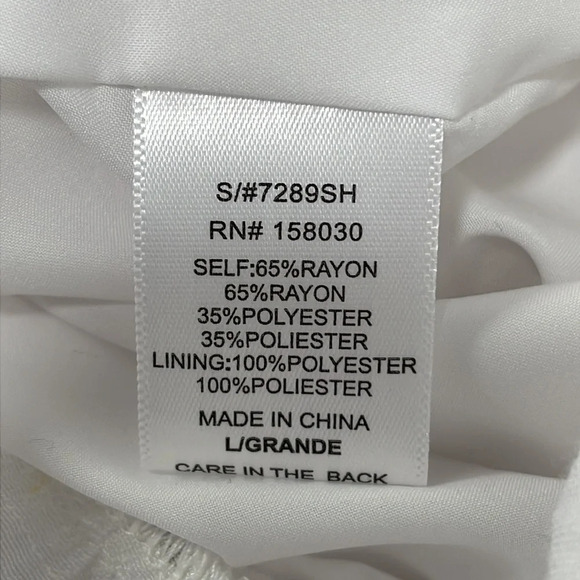 S/#7289SH
RN# 158030
SELF:65%RAYON
65%RAYON
35%POLYESTER
35%POLIESTER
LINING:100%POLYESTER
100%POLIESTER
MADE IN CHINA
L/GRANDE
CARE IN THE BACK